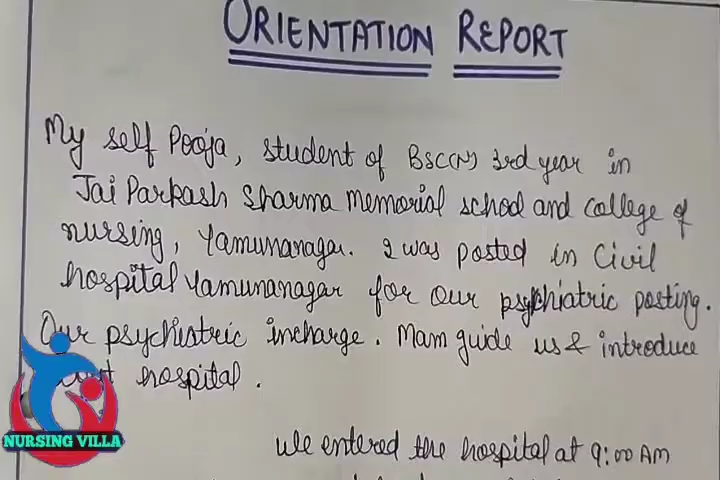 ORIENTATION REPORT
My self Pooja, student of BSC(N) 3rd year in
Jai Parkash Sharma memorial school and college of
nursing, Yamunanagar. I was posted in Civil
hospital Yamunanagar for our psychiatric posting.
Our psychistric incharge. Mam guide us & introduce
hospital.
NURSING VILLA
We entered the hospital at 9:00 AM